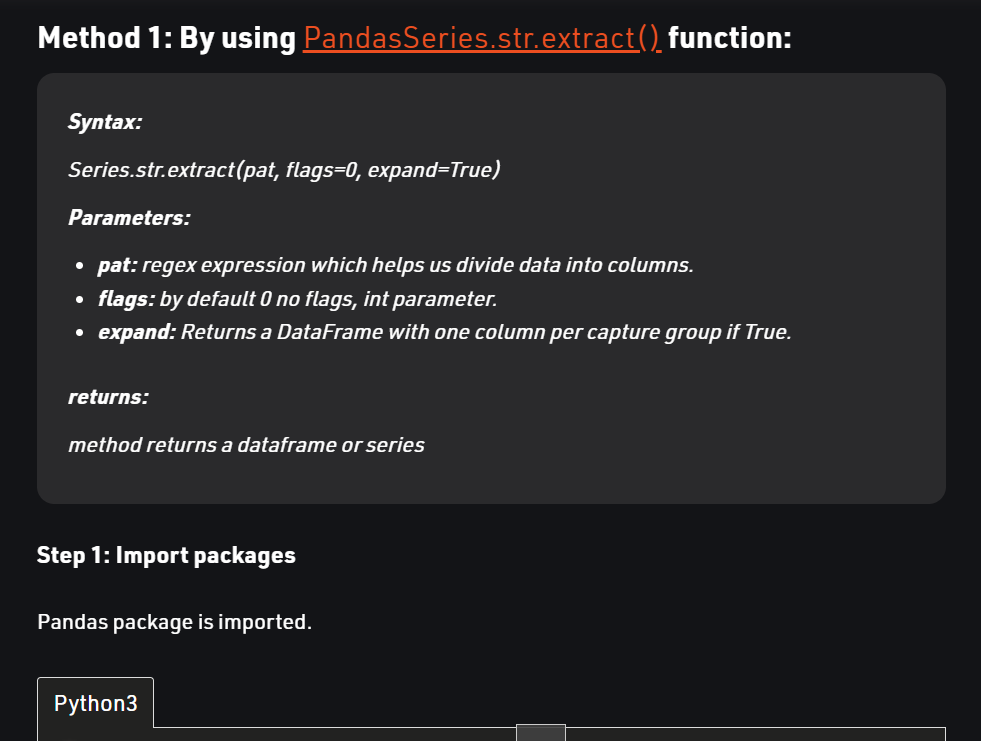 Method 1: By using PandasSeries.str.extract() function:
Syntax:
Series.str.extract(pat, flags=0, expand=True)
Parameters:
• pat: regex expression which helps us divide data into columns.
• flags: by default 0 no flags, int parameter.
• expand: Returns a DataFrame with one column per capture group if True.
returns:
method returns a dataframe or series
Step 1: Import packages
Pandas package is imported.
Python3